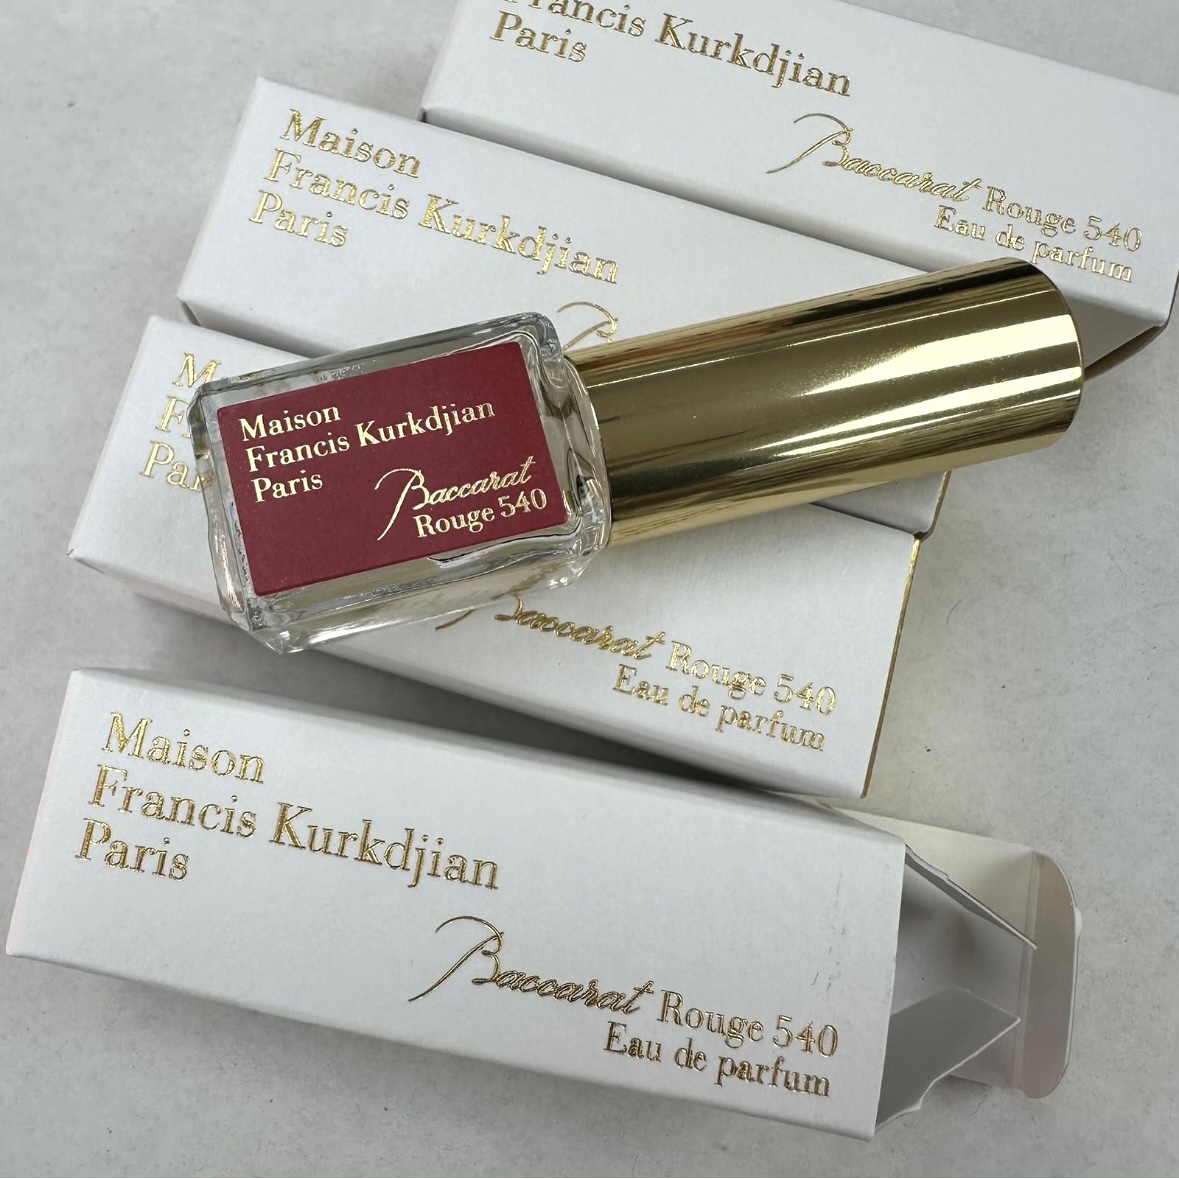 Francis Kurkdjian
Paris
Baccarat Rouge 540
Eau de parfum
Maison
Francis Kurkdjian
Paris
Maison
Francis Kurkdjian
Paris
Baccarat
Rouge 540
Baccarat Rouge 540
Eau de parfum
Maison
Francis Kurkdjian
Paris
Baccarat Rouge 540
Eau de parfum